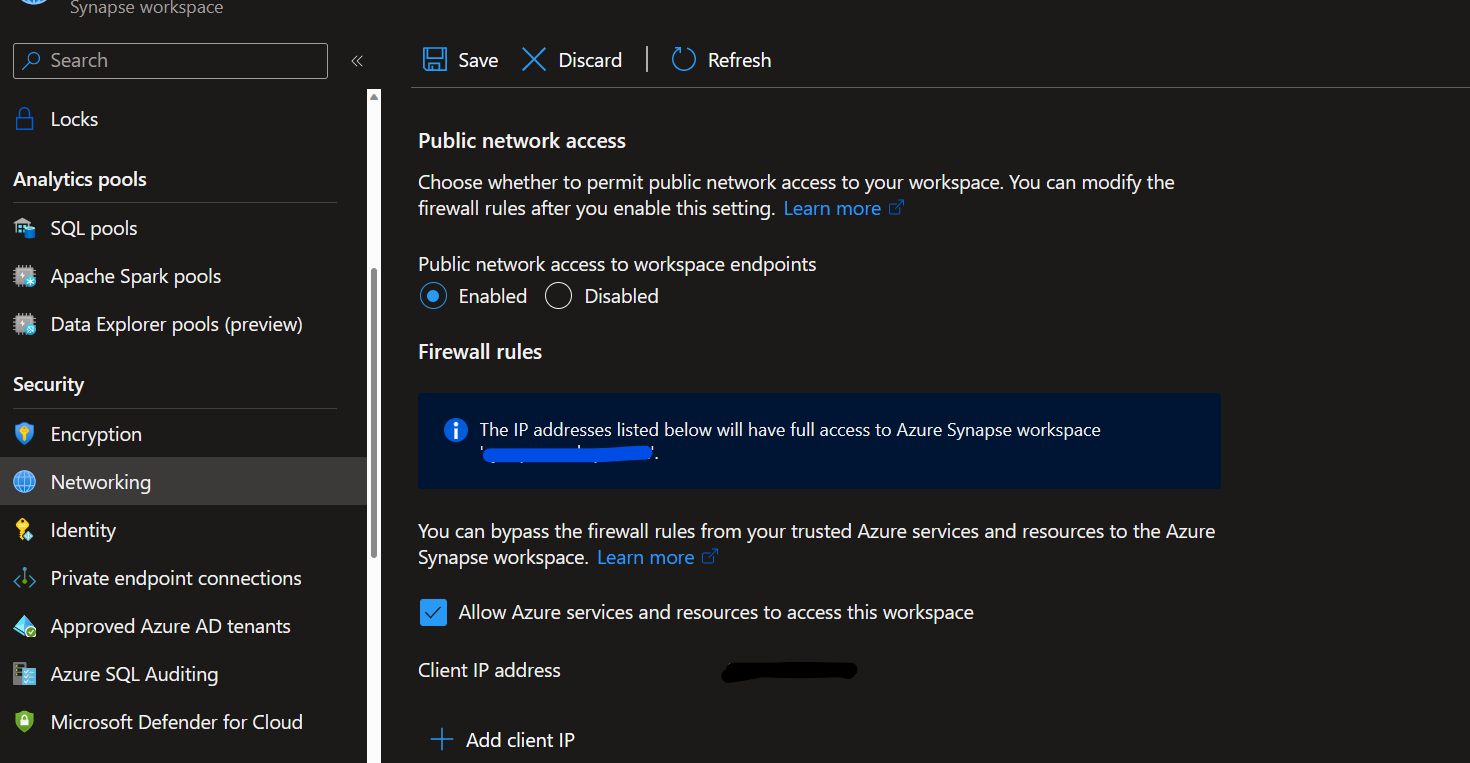 Synapse workspace
Search
«
Save Discard Refresh
Locks
Analytics pools
SQL pools
Apache Spark pools
Data Explorer pools (preview)
Security
Encryption
Networking
Identity
Private endpoint connections
Approved Azure AD tenants
Azure SQL Auditing
Microsoft Defender for Cloud
Public network access
Choose whether to permit public network access to your workspace. You can modify the
firewall rules after you enable this setting. Learn more
Public network access to workspace endpoints
Enabled Disabled
Firewall rules
The IP addresses listed below will have full access to Azure Synapse workspace
' '.
You can bypass the firewall rules from your trusted Azure services and resources to the Azure
Synapse workspace. Learn more
Allow Azure services and resources to access this workspace
Client IP address
Add client IP